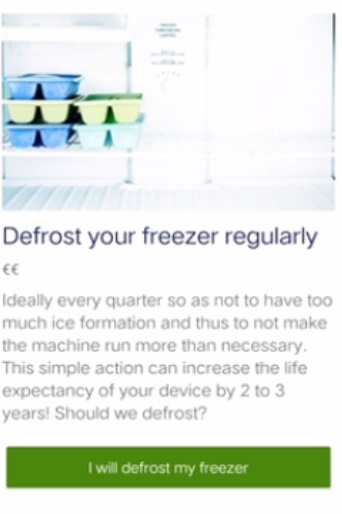 Defrost your freezer regularly
€€
Ideally every quarter so as not to have too
much ice formation and thus to not make
the machine run more than necessary.
This simple action can increase the life
expectancy of your device by 2 to 3
years! Should we defrost?
I will defrost my freezer